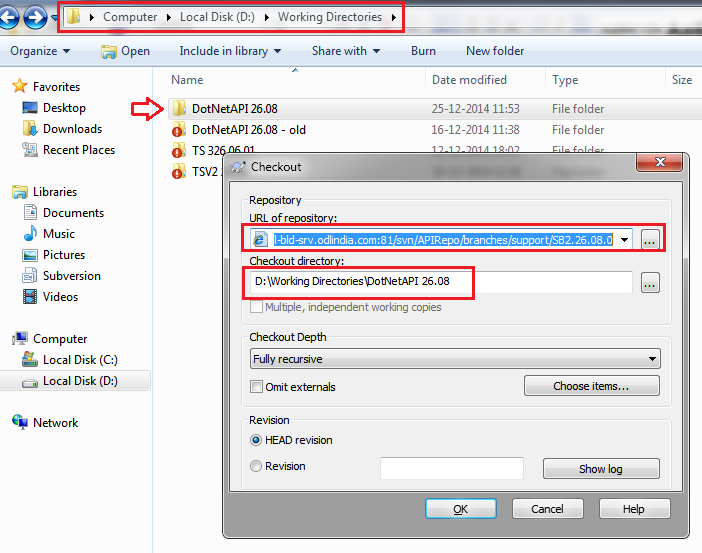 Computer ▸ Local Disk (D:) ▸ Working Directories ▸
Organize Open Include in library Share with Burn New folder
Name Date modified Type Size
Favorites
Desktop
Downloads
Recent Places
Libraries
Documents
Music
Pictures
Subversion
Videos
Computer
Local Disk (C:)
Local Disk (D:)
Network
DotNetAPI 26.08 25-12-2014 11:53 File folder
DotNetAPI 26.08 - old 16-12-2014 11:38 File folder
TS 326.06.01 12-12-2014 18:02 File folder
TSV2
Checkout
Repository
URL of repository:
l-bld-srv.odlindia.com:81/svn/APIRepo/branches/support/SB2.26.08.0
...
Checkout directory:
D:\Working Directories\DotNetAPI 26.08
...
Multiple, independent working copies
Checkout Depth
Fully recursive
Omit externals
Choose items...
Revision
HEAD revision
Revision
Show log
OK Cancel Help